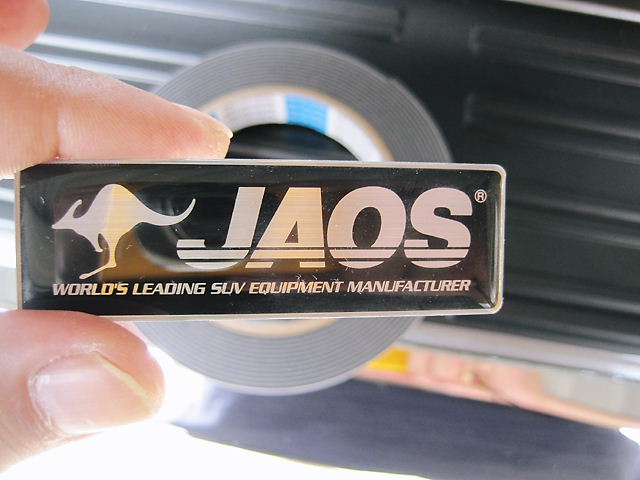 JAOS®
WORLD'S LEADING SUV EQUIPMENT MANUFACTURER